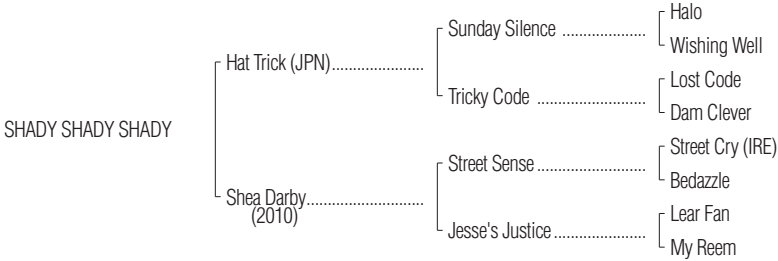 Halo
Sunday Silence ....................
Wishing Well
Hat Trick (JPN)......................
Lost Code
Tricky Code ..........................
Dam Clever
SHADY SHADY SHADY
Street Cry (IRE)
Street Sense ..........................
Bedazzle
Shea Darby............................
(2010)
Lear Fan
Jesse's Justice ......................
My Reem